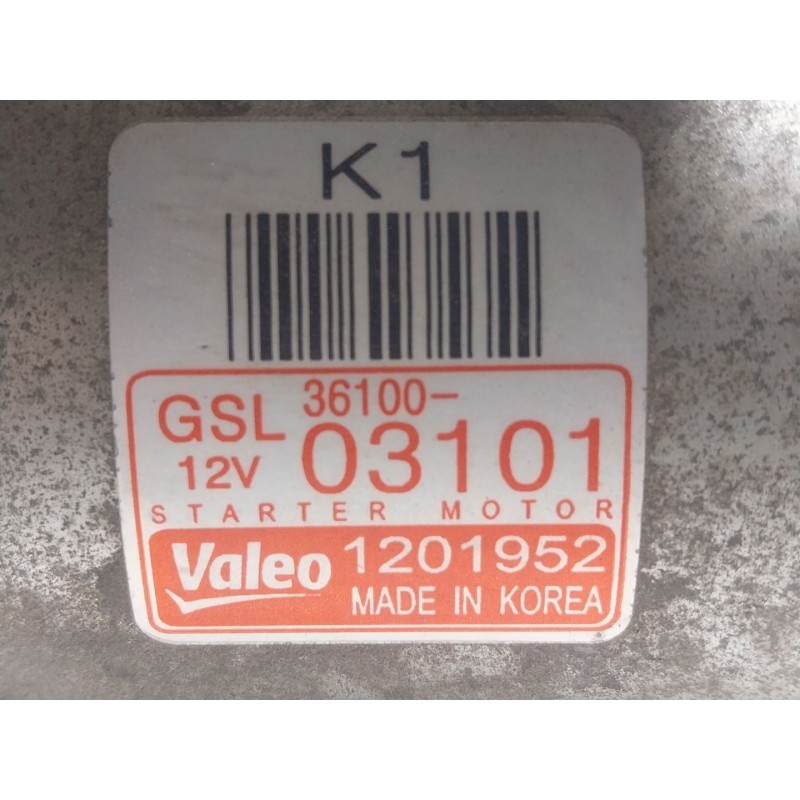 K1
GSL 36100-
12V 03101
STARTER MOTOR
Valeo 1201952
MADE IN KOREA